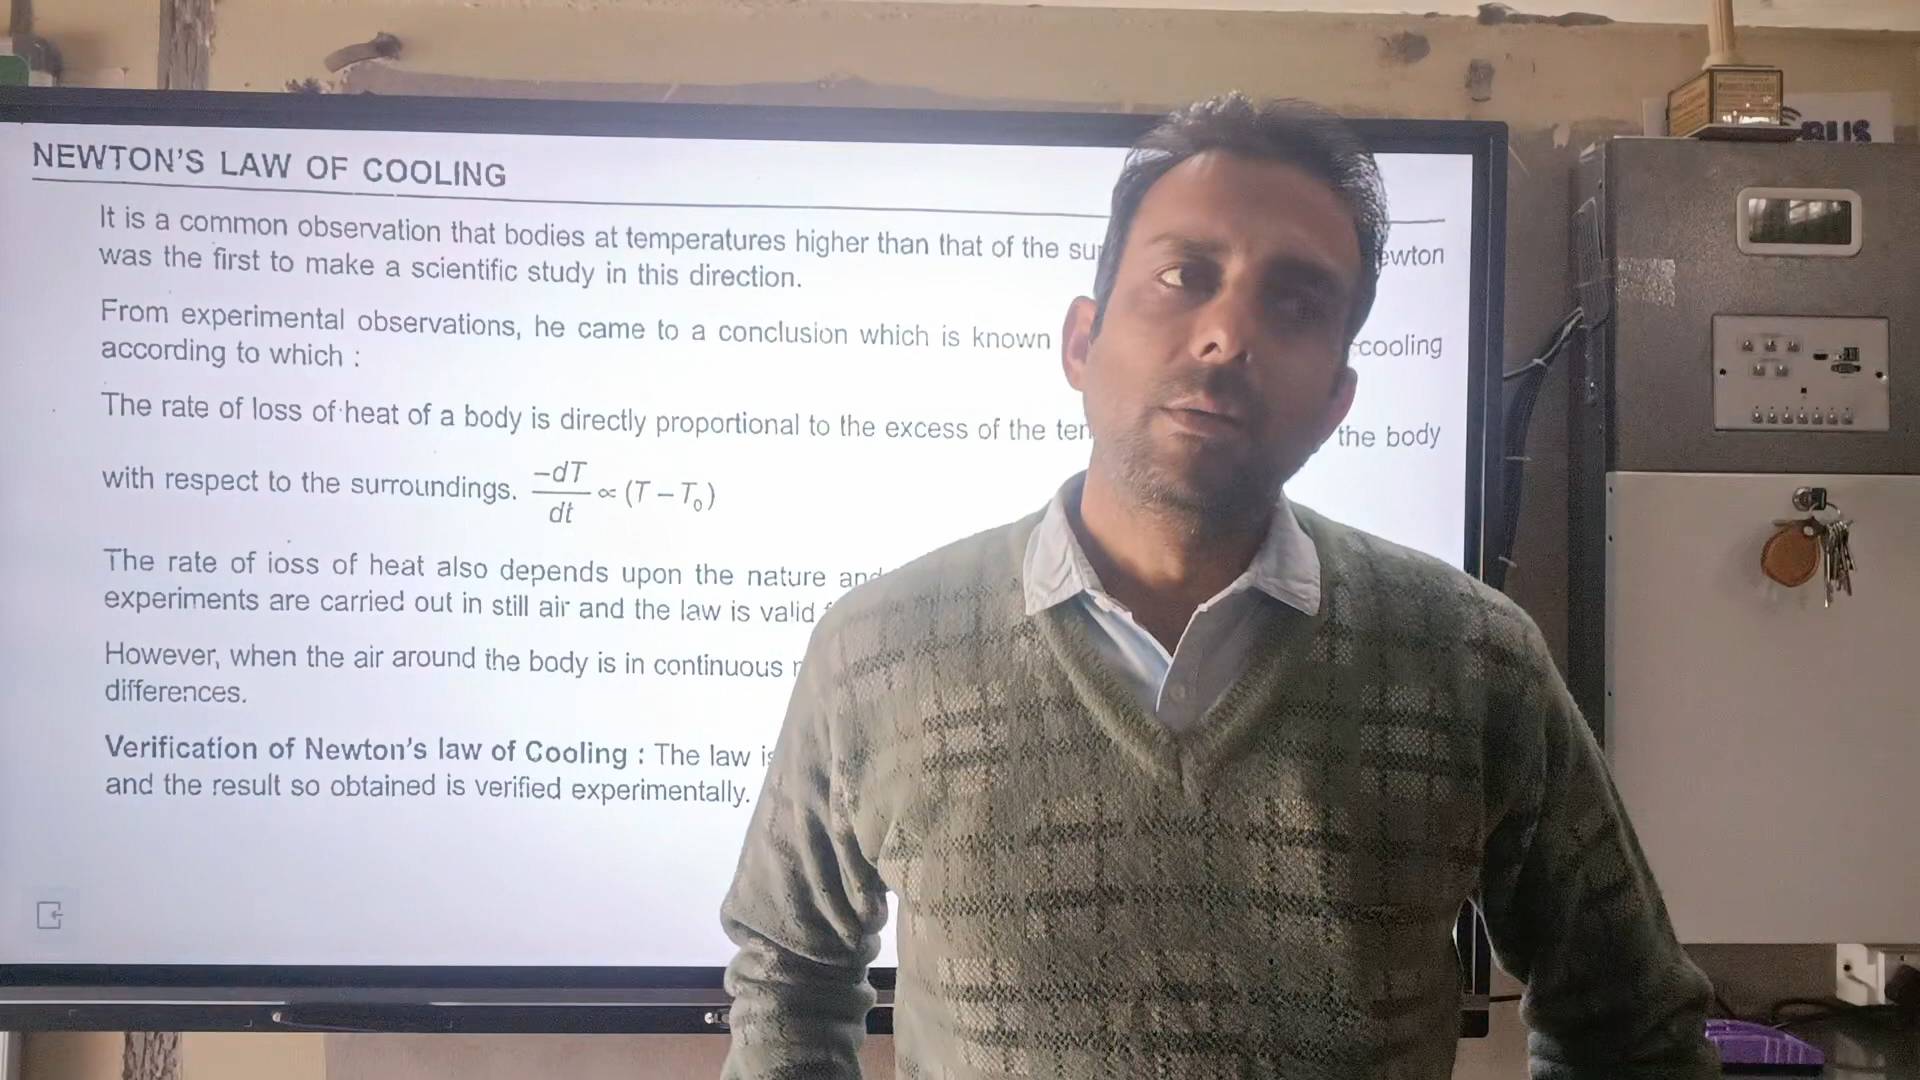 NEWTON'S LAW OF COOLING
It is a common observation that bodies at temperatures higher than that of the
was the first to make a scientific study in this direction.
From experimental observations, he came to a conclusion which is known cooling
according to which :
The rate of loss of heat of a body is directly proportional to the excess of the the body
with respect to the surroundings. -dT/dt ∝ (T – T₀)
The rate of loss of heat also depends upon the nature
experiments are carried out in still air and the law is valid
However, when the air around the body is in continuous
differences.
Verification of Newton's law of Cooling : The law
and the result so obtained is verified experimentally.